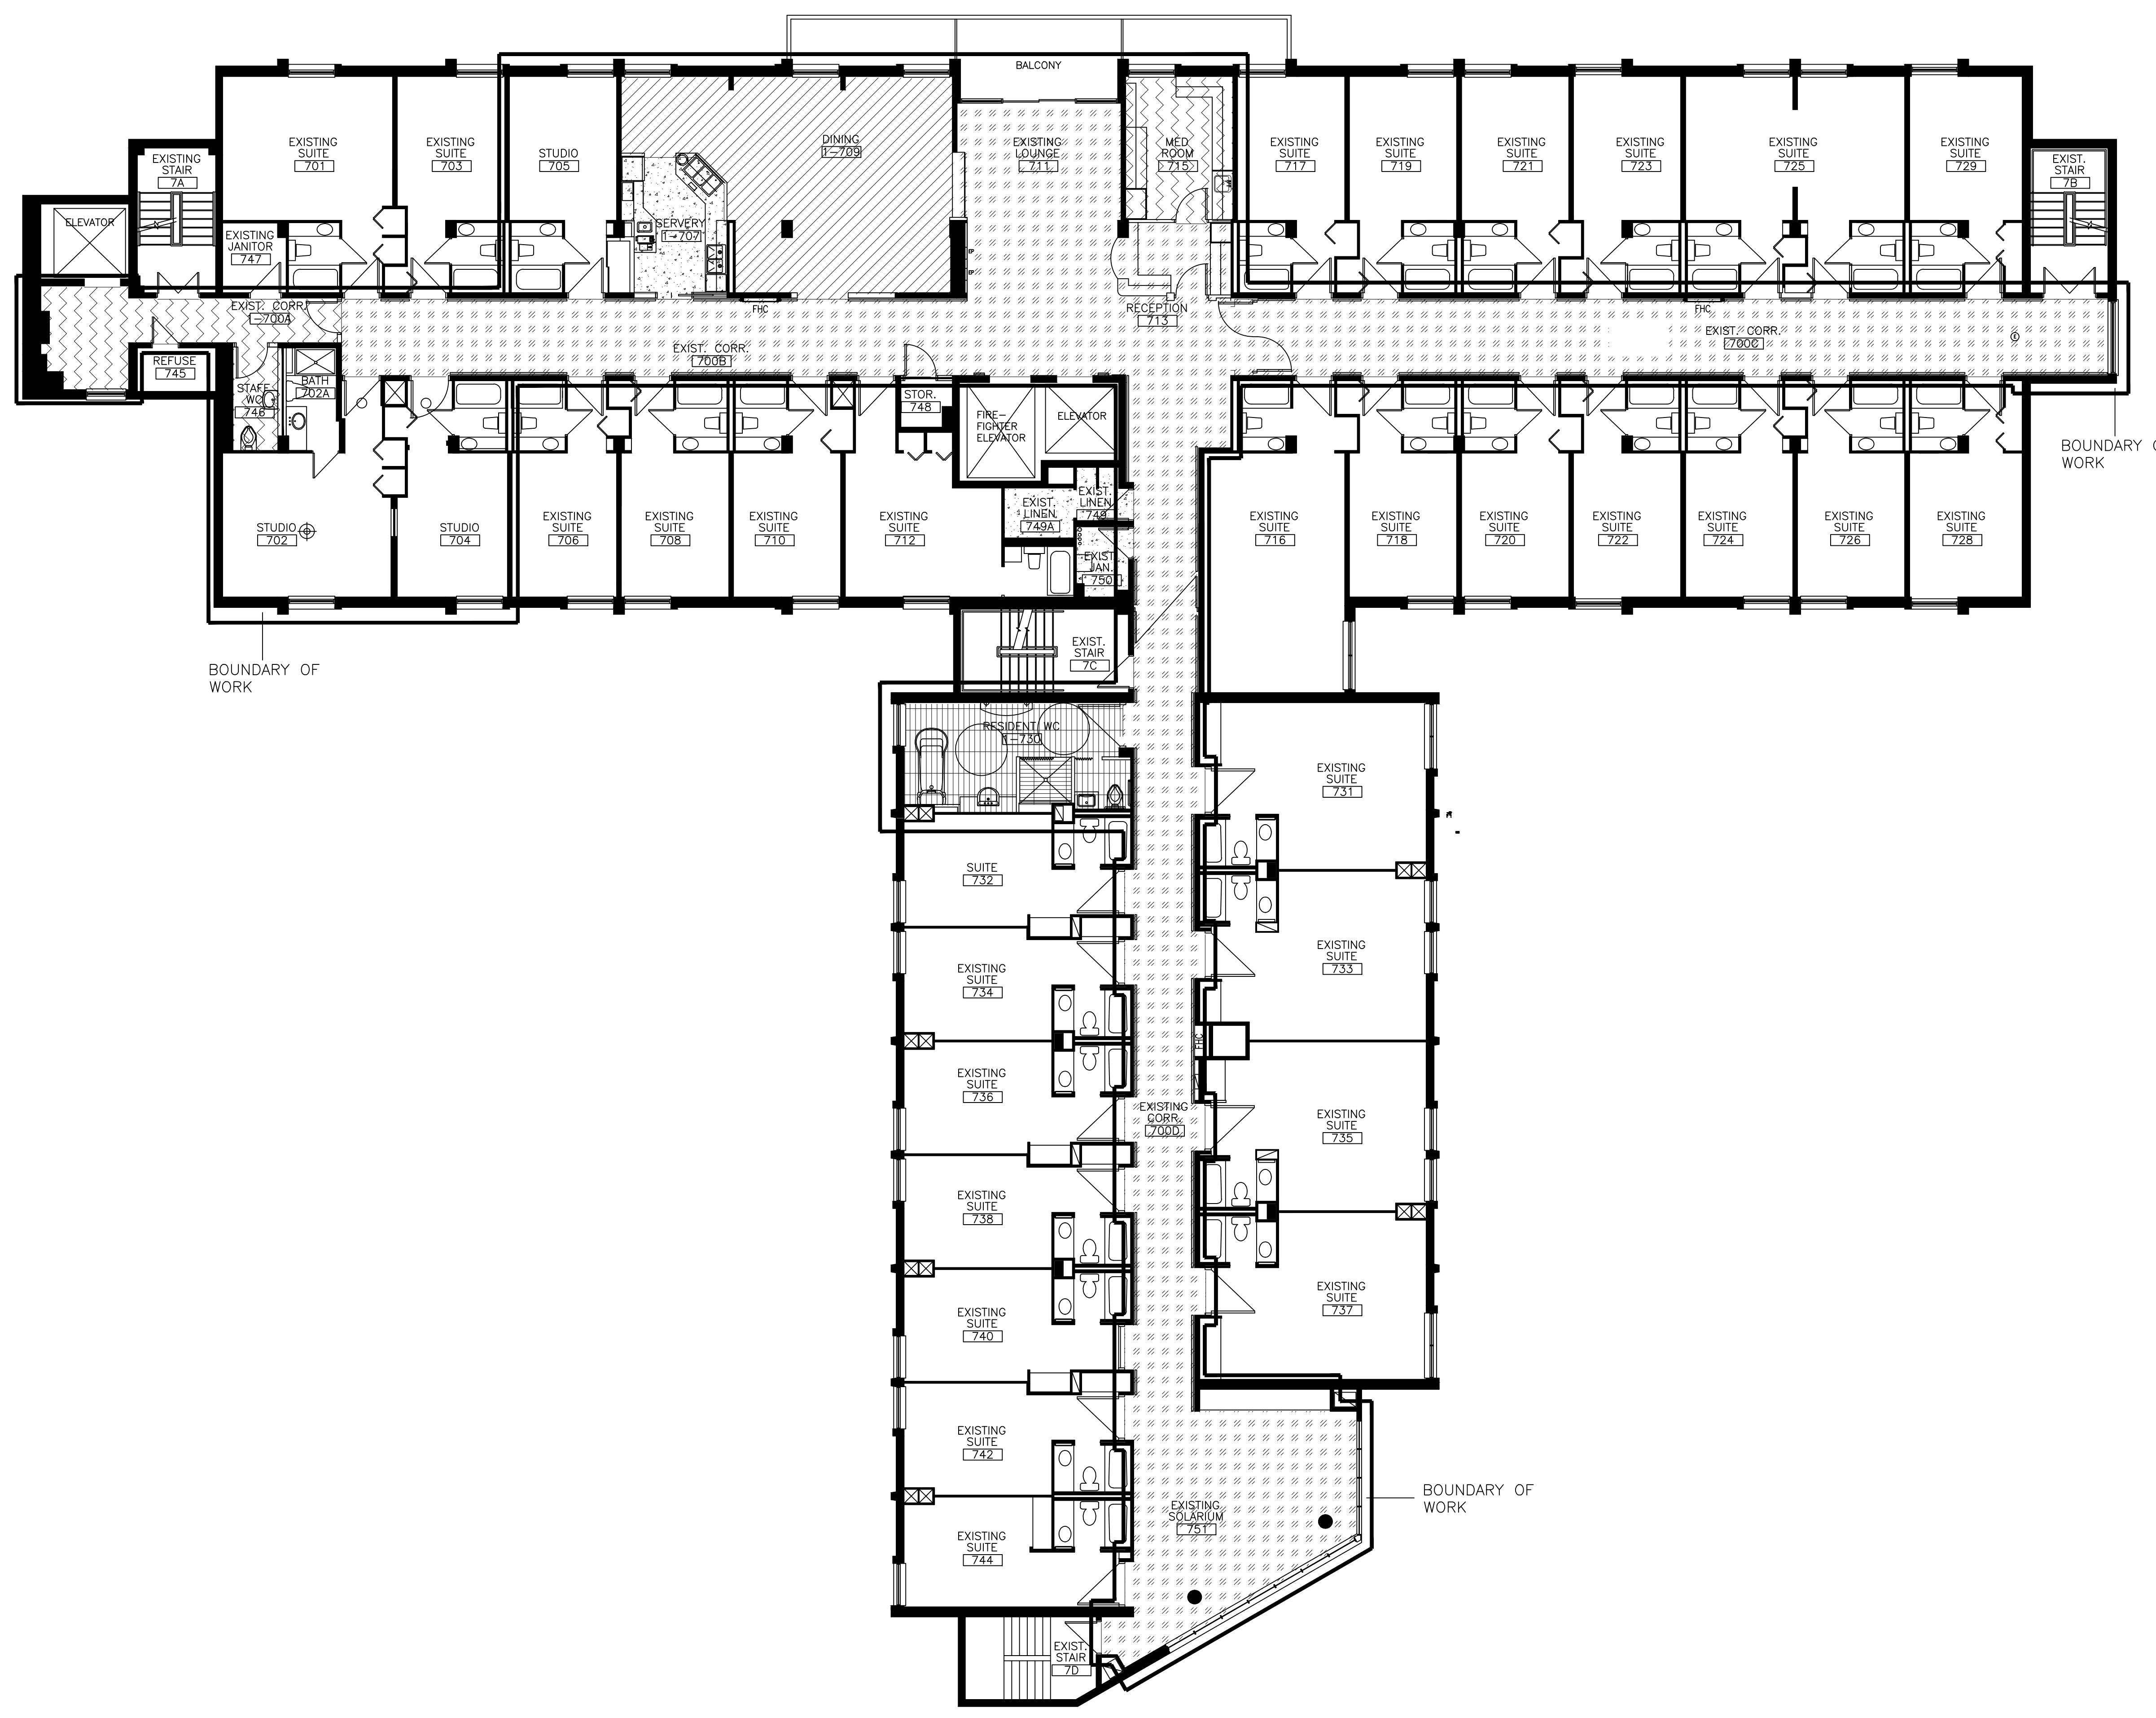 BALCONY
EXISTING
STAIR
7A
ELEVATOR
EXISTING
SUITE
701
EXISTING
JANITOR
747
EXISTING
SUITE
703
STUDIO
705
SERVERY
1-707
DINING
1-709
EXISTING
LOUNGE
711
MED
ROOM
715
EXISTING
SUITE
717
EXISTING
SUITE
719
EXISTING
SUITE
721
EXISTING
SUITE
723
EXISTING
SUITE
725
EXISTING
SUITE
729
EXIST.
STAIR
7B
EXIST. CORR.
1-700A
FHC
RECEPTION
713
FHC
EXIST. CORR.
700C
EXIST. CORR.
700B
REFUSE
745
STAFF
WC
746
BATH
702A
STOR.
748
FIRE-
FIGHTER
ELEVATOR
ELEVATOR
BOUNDARY O
WORK
STUDIO
702
STUDIO
704
EXISTING
SUITE
706
EXISTING
SUITE
708
EXISTING
SUITE
710
EXISTING
SUITE
712
EXIST.
LINEN
749A
EXIST.
LINEN
749
EXIST.
JAN.
750
EXISTING
SUITE
716
EXISTING
SUITE
718
EXISTING
SUITE
720
EXISTING
SUITE
722
EXISTING
SUITE
724
EXISTING
SUITE
726
EXISTING
SUITE
728
BOUNDARY OF
WORK
EXIST.
STAIR
7C
RESIDENT WC
1-730
EXISTING
SUITE
731
SUITE
732
EXISTING
SUITE
733
EXISTING
SUITE
734
FHC
EXISTING
SUITE
736
EXISTING
CORR.
700D
EXISTING
SUITE
735
EXISTING
SUITE
738
EXISTING
SUITE
737
EXISTING
SUITE
740
EXISTING
SUITE
742
EXISTING
SOLARIUM
751
BOUNDARY OF
WORK
EXISTING
SUITE
744
EXIST.
STAIR
7D